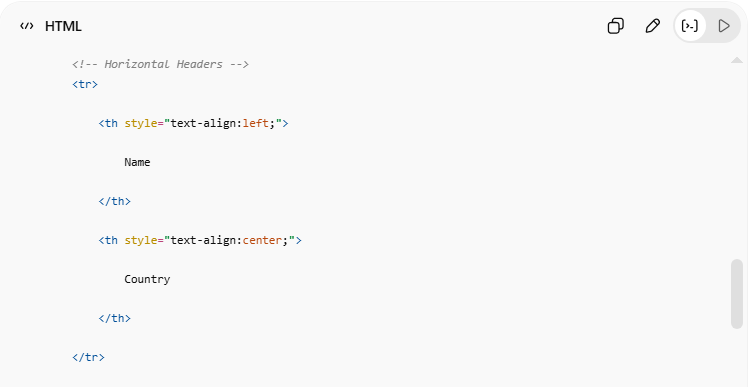 HTML
<!-- Horizontal Headers -->
<tr>
<th style="text-align:left;">
Name
</th>
<th style="text-align:center;">
Country
</th>
</tr>